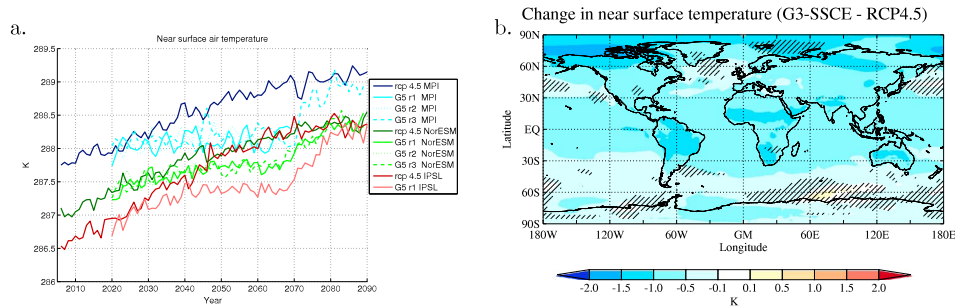 a.
Near surface air temperature
289.5
289
288.5
288
287.5
287
286.5
286
K
2010 2020 2030 2040 2050 2060 2070 2080 2090
Year
rcp 4.5 MPI
G5 r1 MPI
G5 r2 MPI
G5 r3 MPI
rcp 4.5 NorESM
G5 r1 NorESM
G5 r2 NorESM
G5 r3 NorESM
rcp 4.5 IPSL
G5 r1 IPSL
b.
Change in near surface temperature (G3-SSCE - RCP4.5)
90N
60N
30N
EQ
30S
60S
90S
Latitude
180W 120W 60W GM 60E 120E 180E
Longitude
-2.0 -1.5 -1.0 -0.1 0.1 1.0 1.5 2.0
K